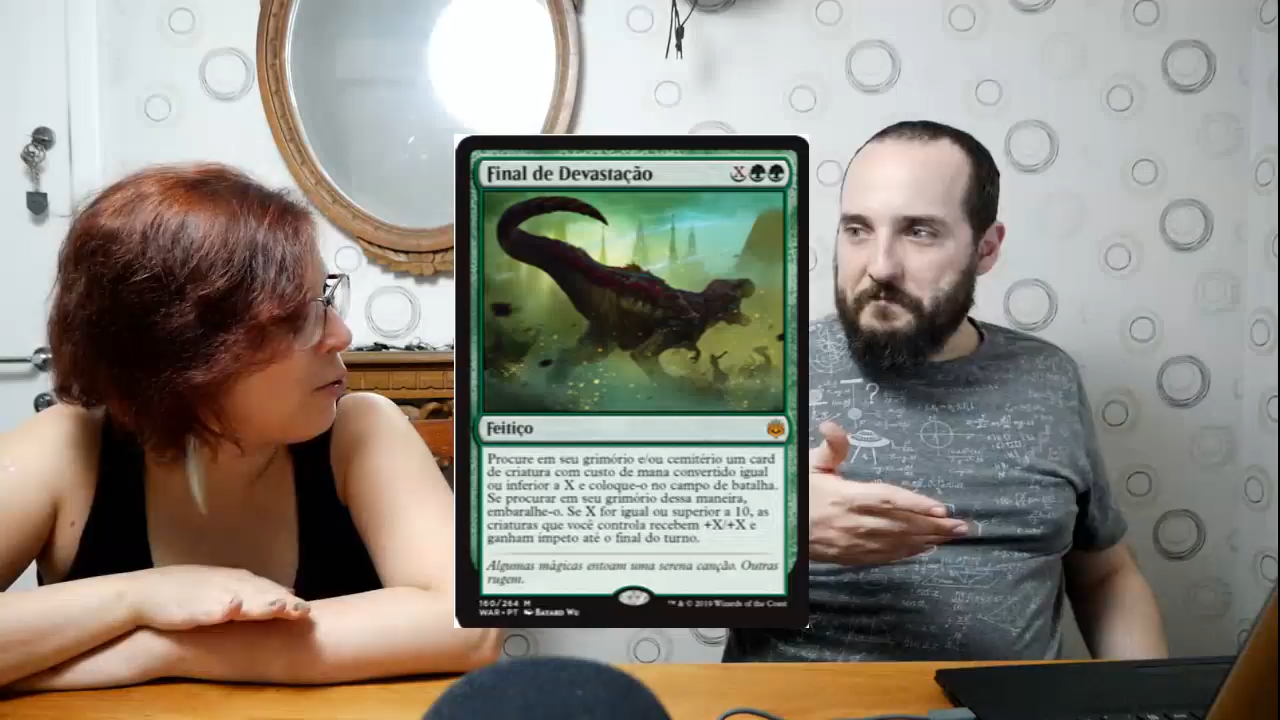 Final de Devastação X
Feitiço
Procure em seu grimório e/ou cemitério um card
de criatura com custo de mana convertido igual
ou inferior a X e coloque-o no campo de batalha.
Se procurar em seu grimório dessa maneira,
embaralhe-o. Se X for igual ou superior a 10, as
criaturas que você controla recebem +X/+X e
ganham ímpeto até o final do turno.
Algumas mágicas entoam uma serena canção. Outras
rugem.
160/264 M
WAR • PT Bayard Wu
™ & © 2019 Wizards of the Coast
?